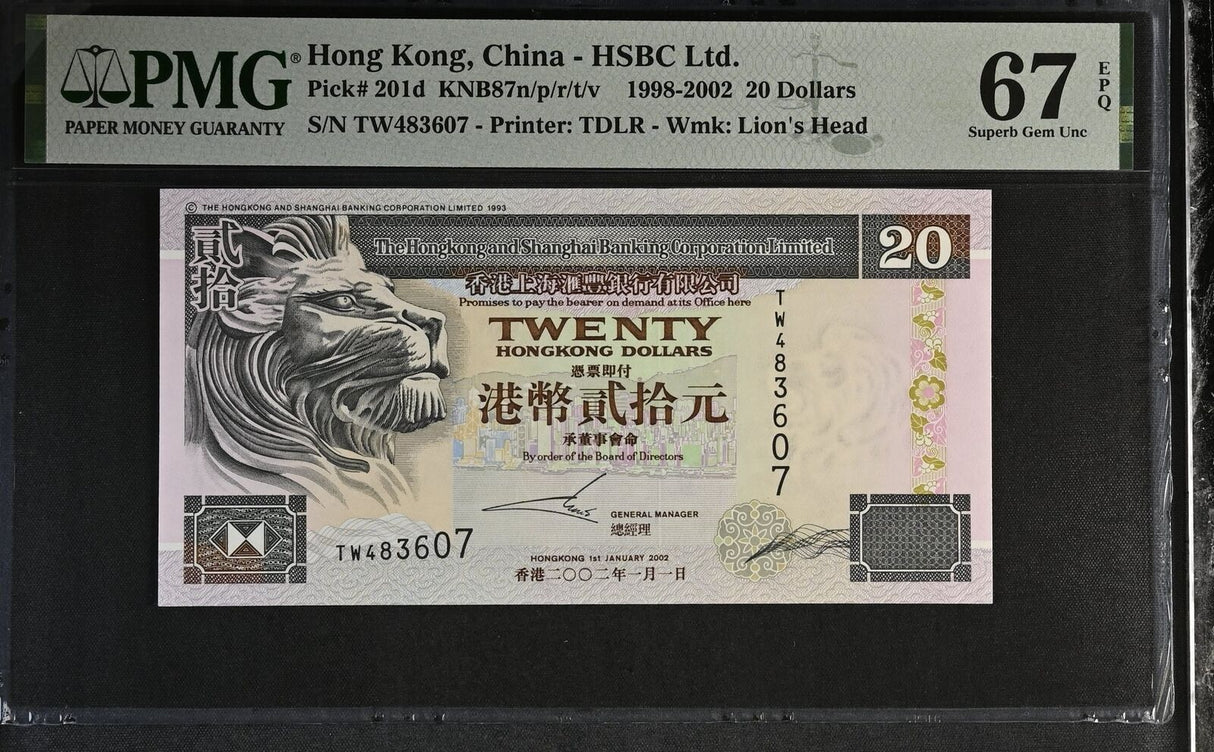 PMG®
PAPER MONEY GUARANTY
Hong Kong, China - HSBC Ltd.
Pick# 201d KNB87n/p/r/t/v 1998-2002 20 Dollars
S/N TW483607 - Printer: TDLR - Wmk: Lion's Head
67
EPQ
Superb Gem Unc
© THE HONGKONG AND SHANGHAI BANKING CORPORATION LIMITED 1993
貳拾
The Hongkong and Shanghai Banking Corporation Limited
20
香港上海滙豐銀行有限公司
Promises to pay the bearer on demand at its Office here
TWENTY
HONGKONG DOLLARS
憑票即付
港幣貳拾元
承董事會命
By order of the Board of Directors
TW483607
GENERAL MANAGER
總經理
TW483607
HONGKONG 1st JANUARY 2002
香港二〇〇二年一月一日